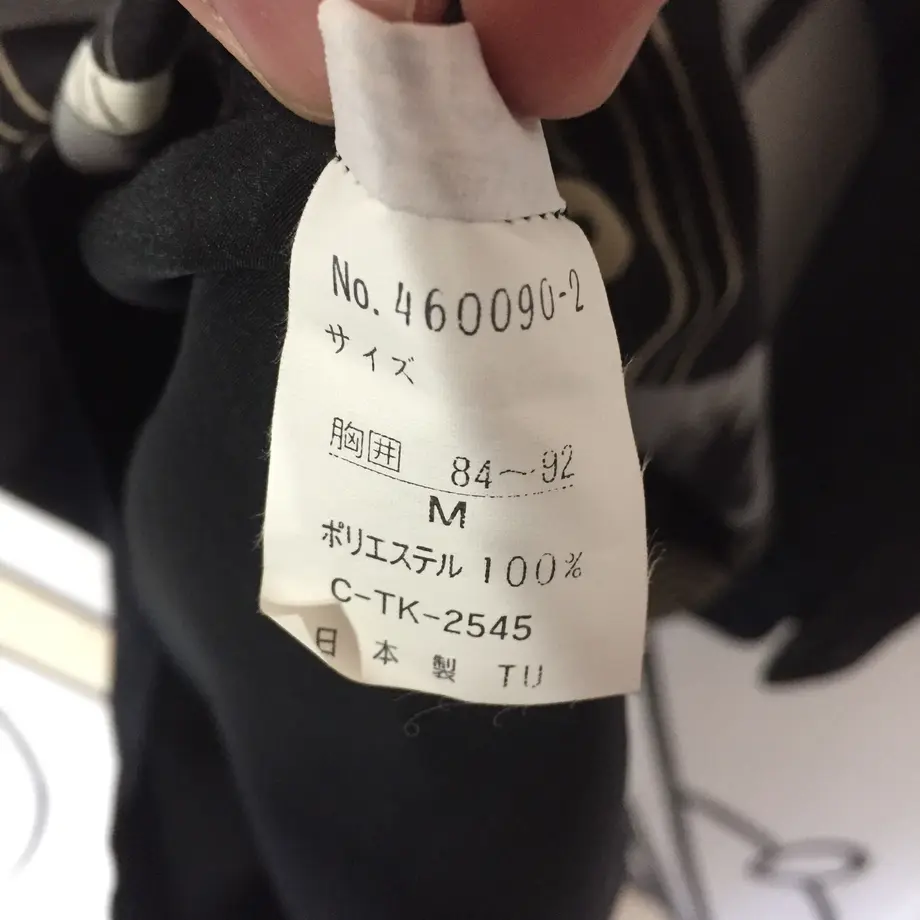 No. 460090-2
サイズ
胸囲 84〜92
M
ポリエステル 100%
C-TK-2545
日本製 TU